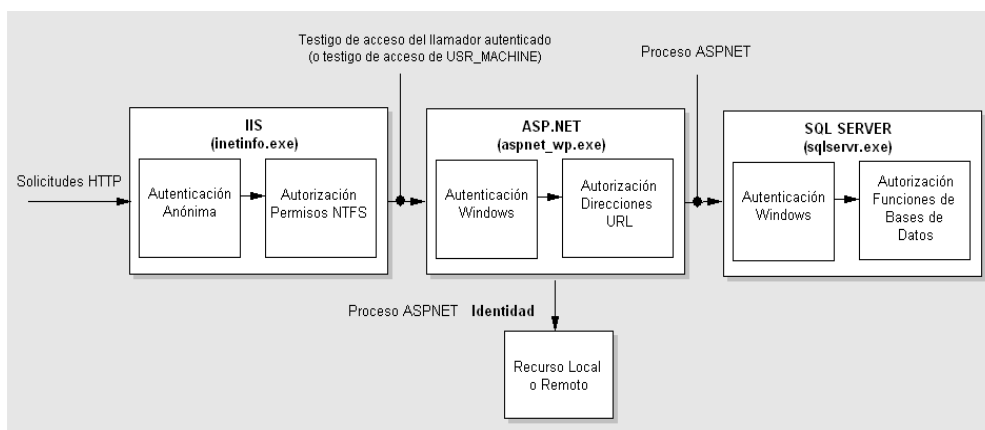 Testigo de acceso del llamador autenticado
(o testigo de acceso de USR_MACHINE)
Proceso ASPNET
IIS
(inetinfo.exe)
ASP.NET
(aspnet_wp.exe)
SQL SERVER
(sqlservr.exe)
Solicitudes HTTP
Autenticación
Anónima
Autorización
Permisos NTFS
Autenticación
Windows
Autorización
Direcciones
URL
Autenticación
Windows
Autorización
Funciones de
Bases de
Datos
Proceso ASPNET Identidad
Recurso Local
o Remoto